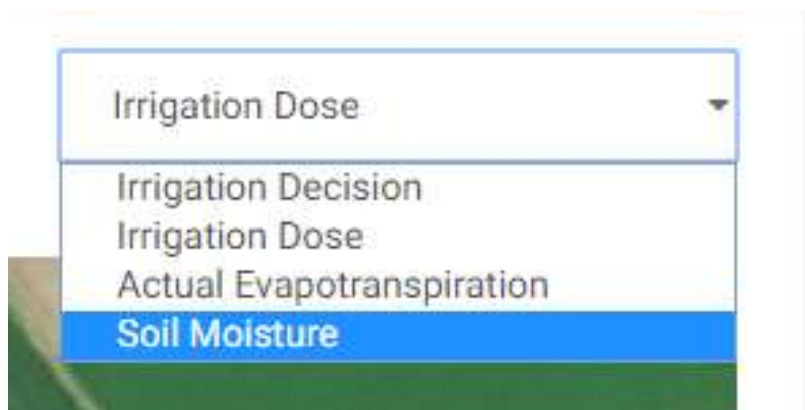 Irrigation Dose
Irrigation Decision
Irrigation Dose
Actual Evapotranspiration
Soil Moisture